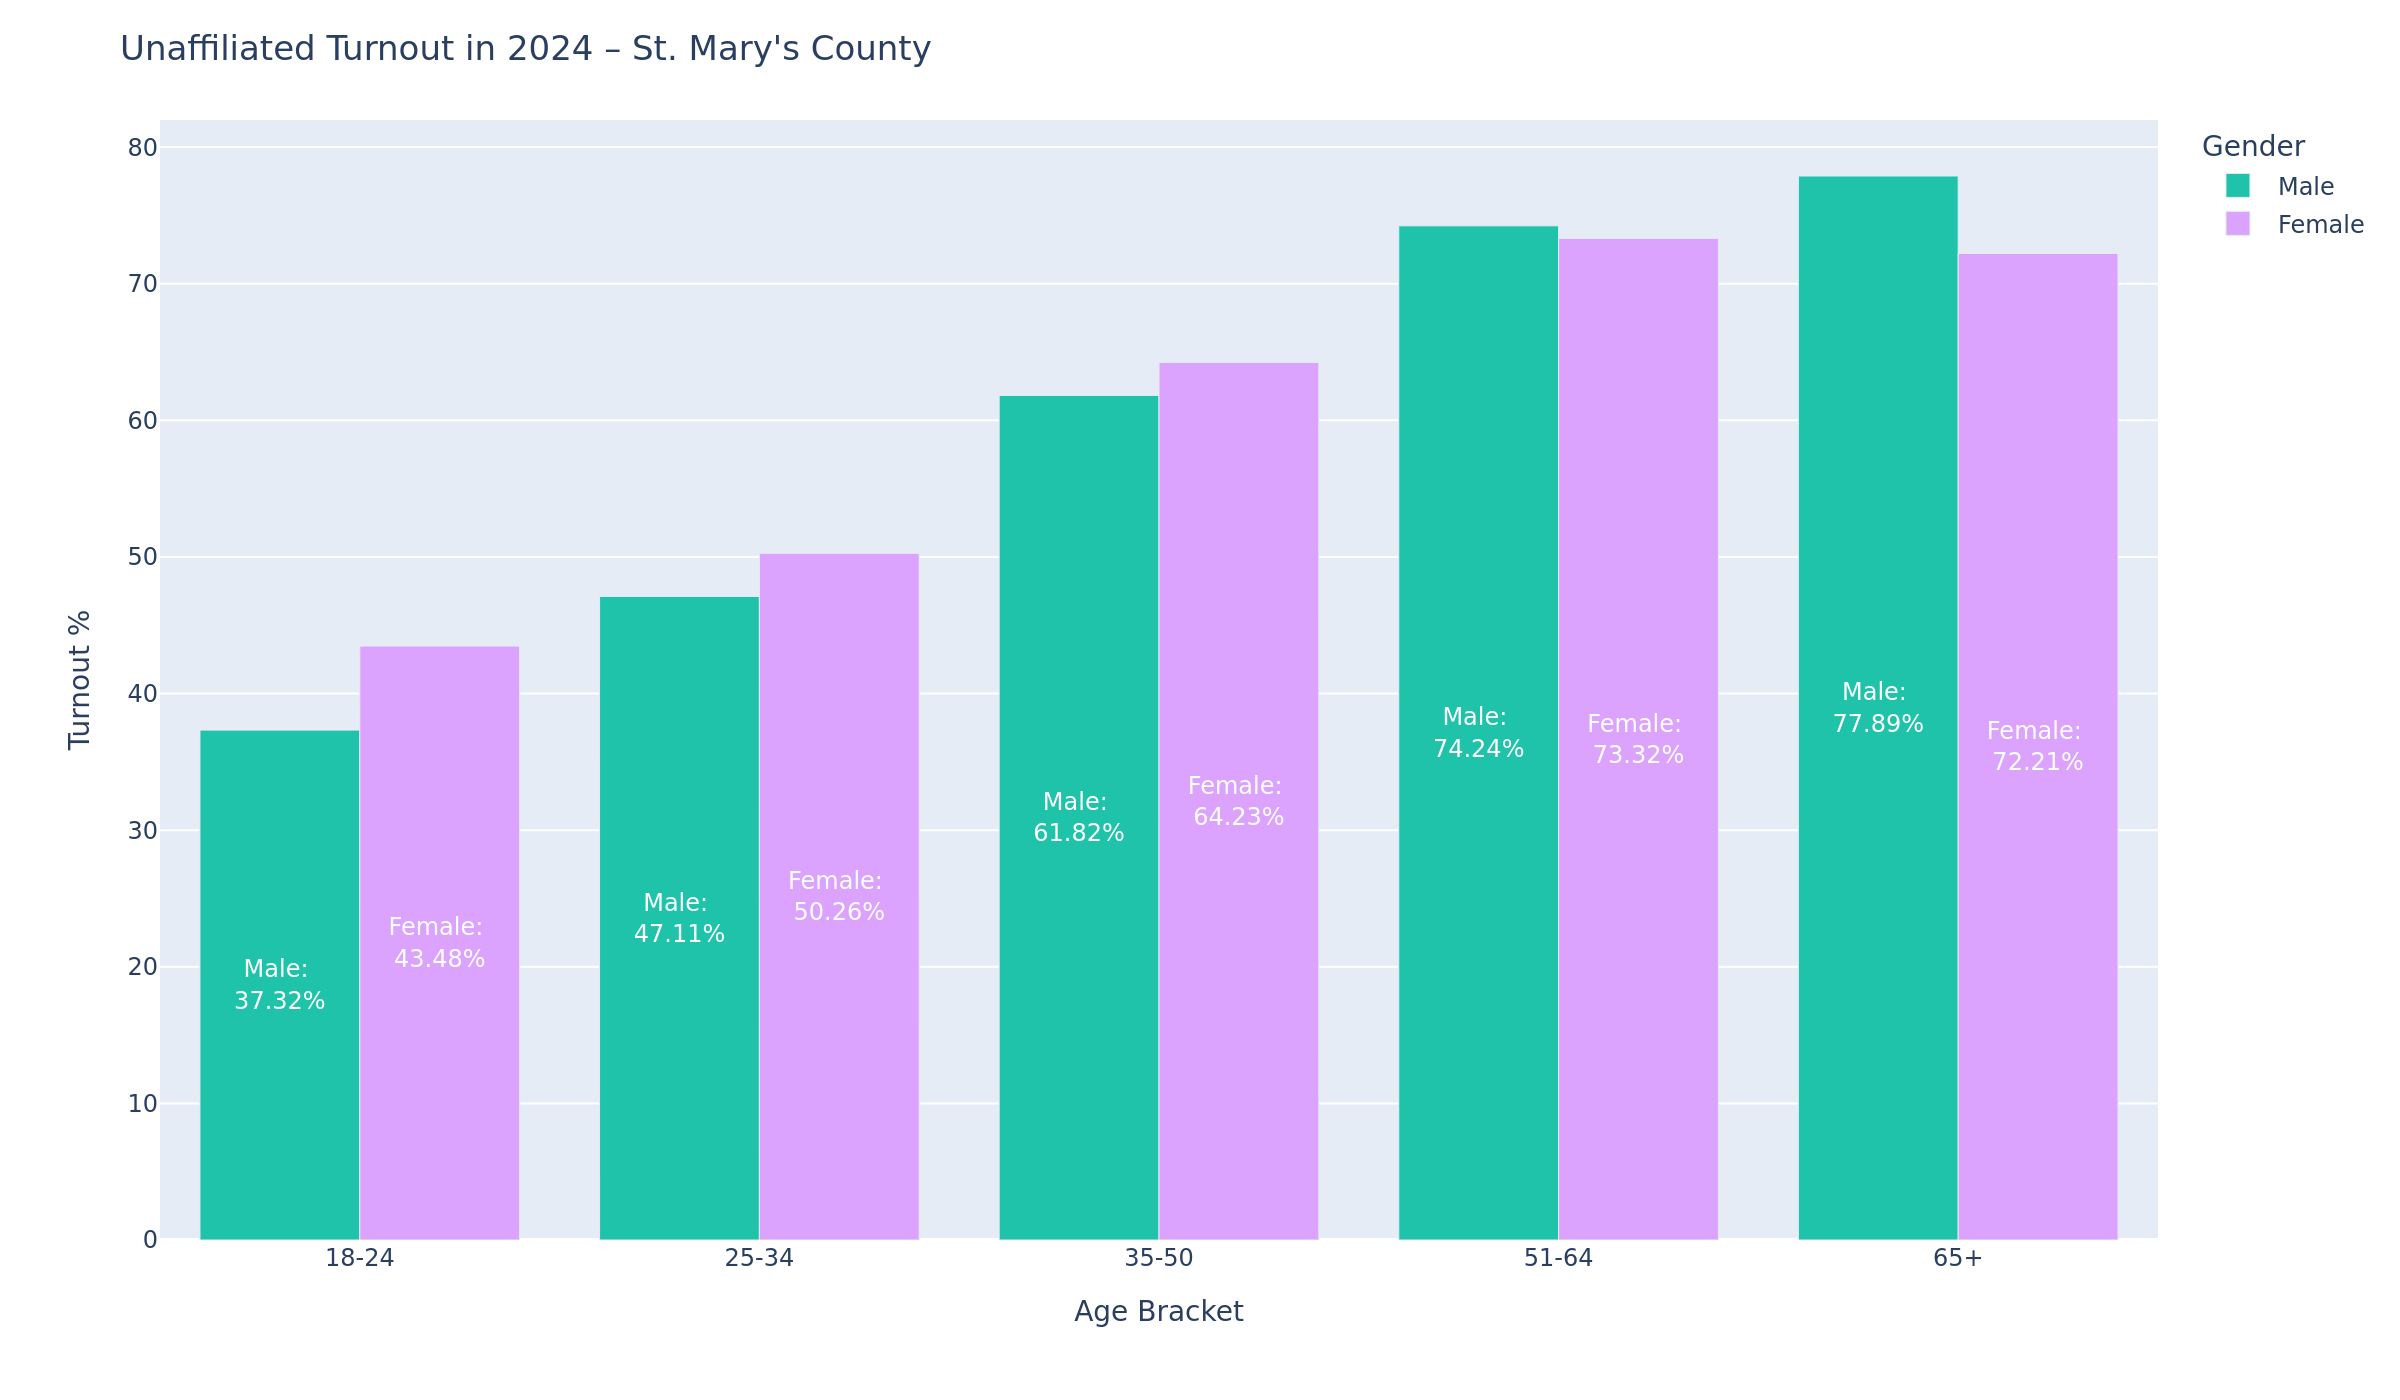 Unaffiliated Turnout in 2024 – St. Mary's County
Gender
Male
Female
Turnout %
80
70
60
50
40
30
20
10
0
Male:
37.32%
Female:
43.48%
Male:
47.11%
Female:
50.26%
Male:
61.82%
Female:
64.23%
Male:
74.24%
Female:
73.32%
Male:
77.89%
Female:
72.21%
18-24
25-34
35-50
51-64
65+
Age Bracket